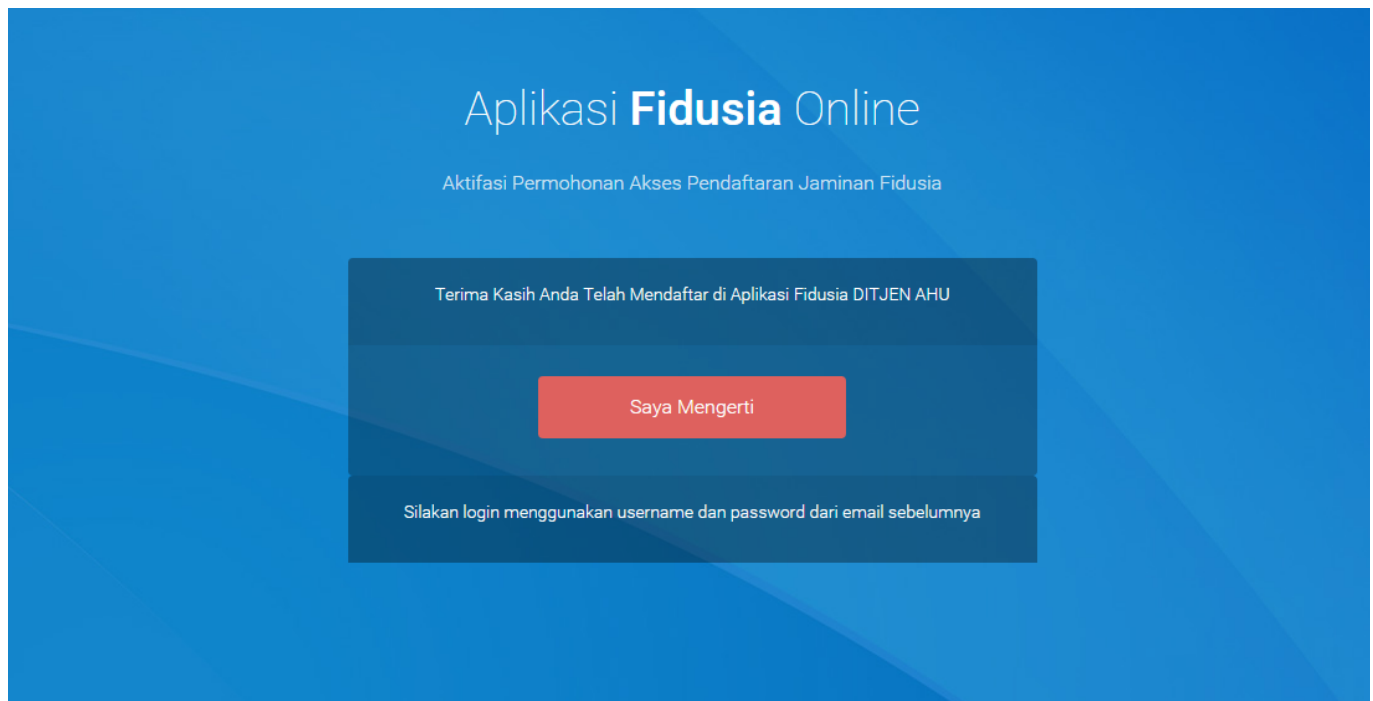 Aplikasi Fidusia Online
Aktifasi Permohonan Akses Pendaftaran Jaminan Fidusia
Terima Kasih Anda Telah Mendaftar di Aplikasi Fidusia DITJEN AHU
Saya Mengerti
Silakan login menggunakan username dan password dari email sebelumnya